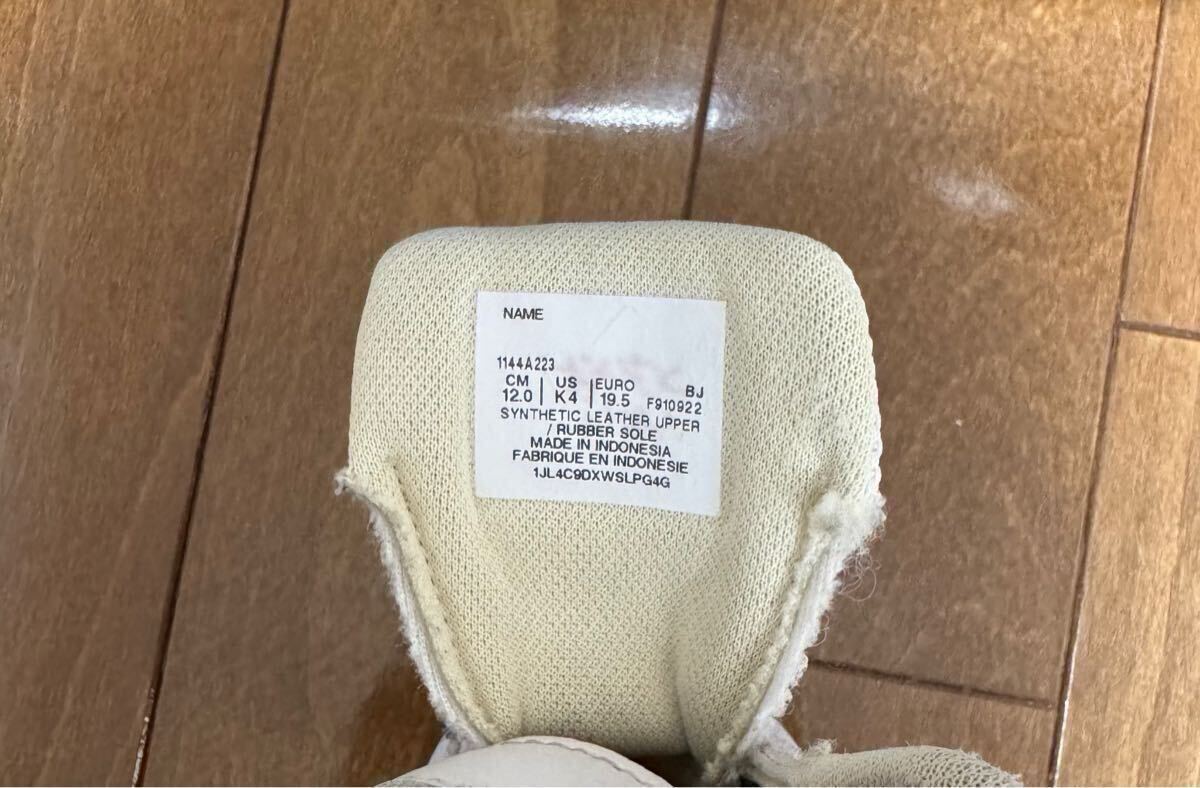 NAME
1144A223
CM | US | EURO BJ
12.0 | K4 | 19.5 F910922
SYNTHETIC LEATHER UPPER
/ RUBBER SOLE
MADE IN INDONESIA
FABRIQUE EN INDONESIE
1JL4C9DXWSLPG4G